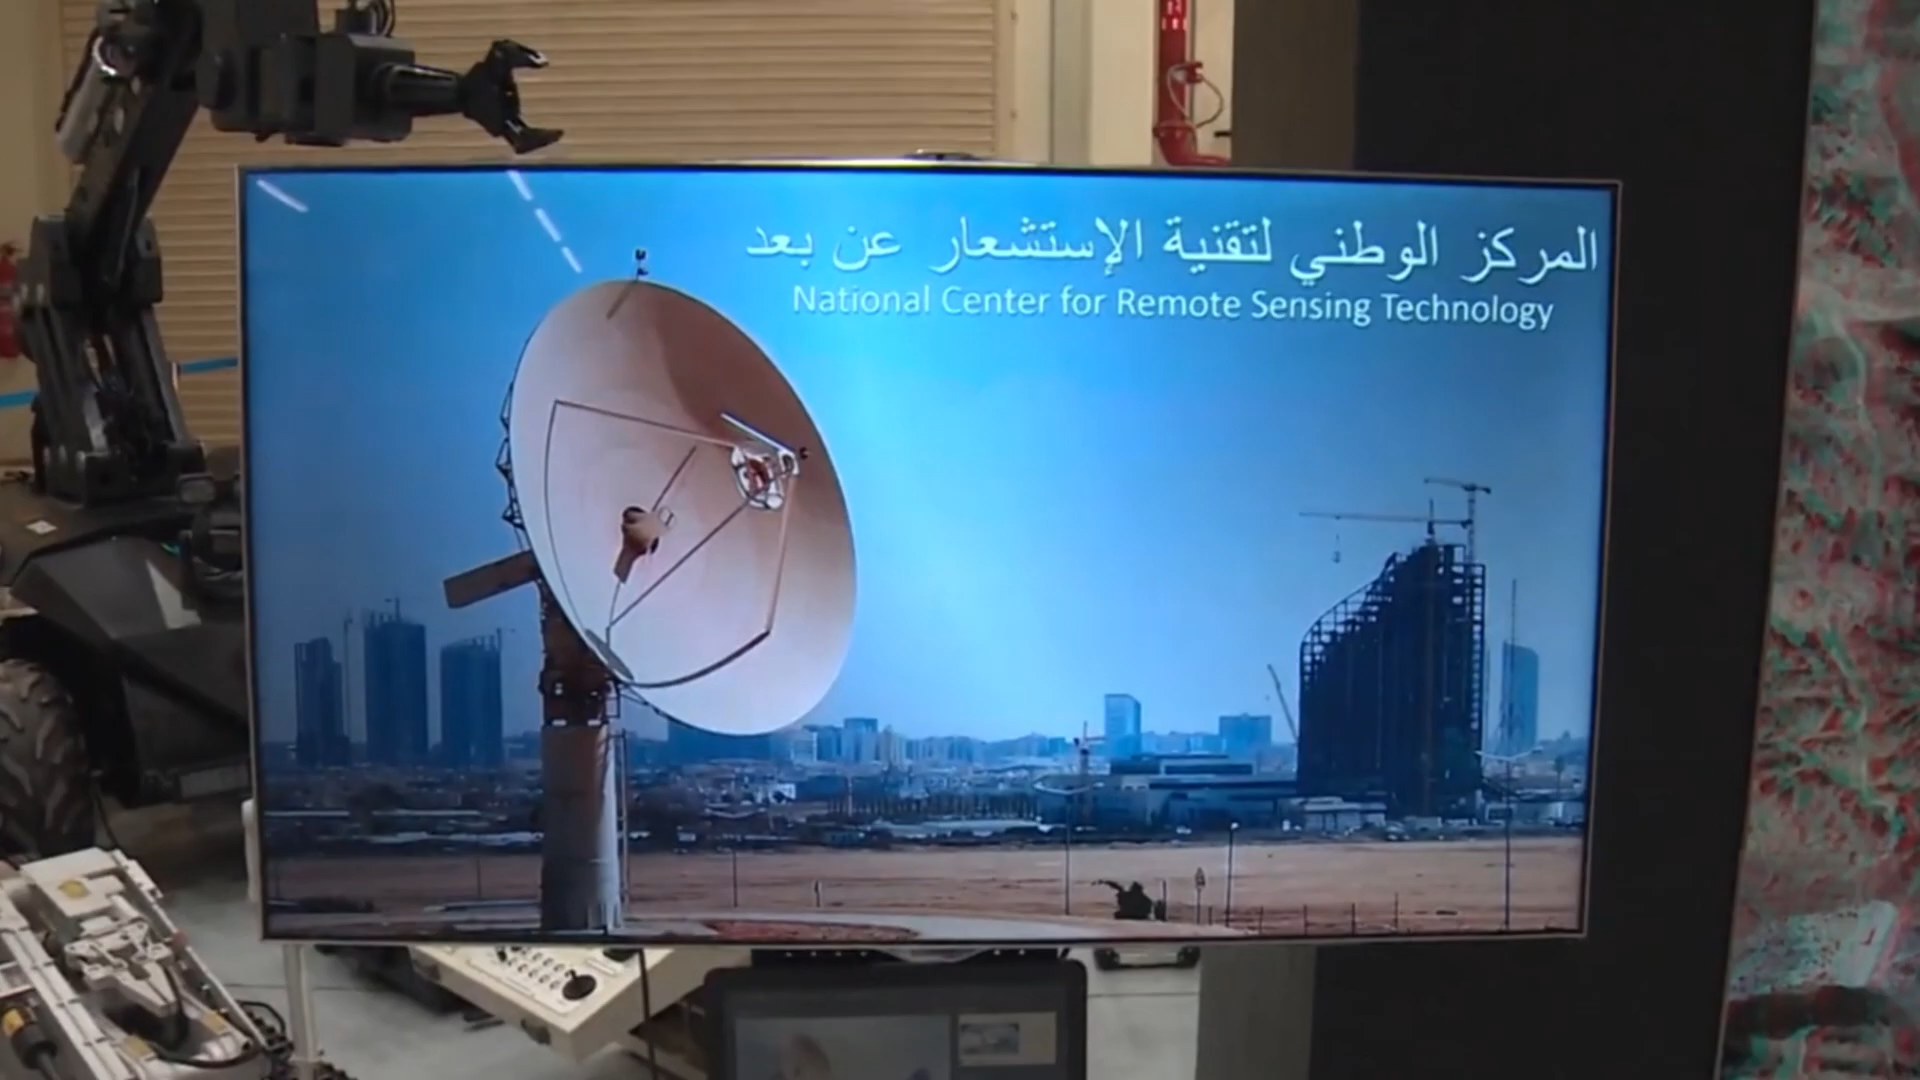 المركز الوطني لتقنية الإستشعار عن بعد
National Center for Remote Sensing Technology